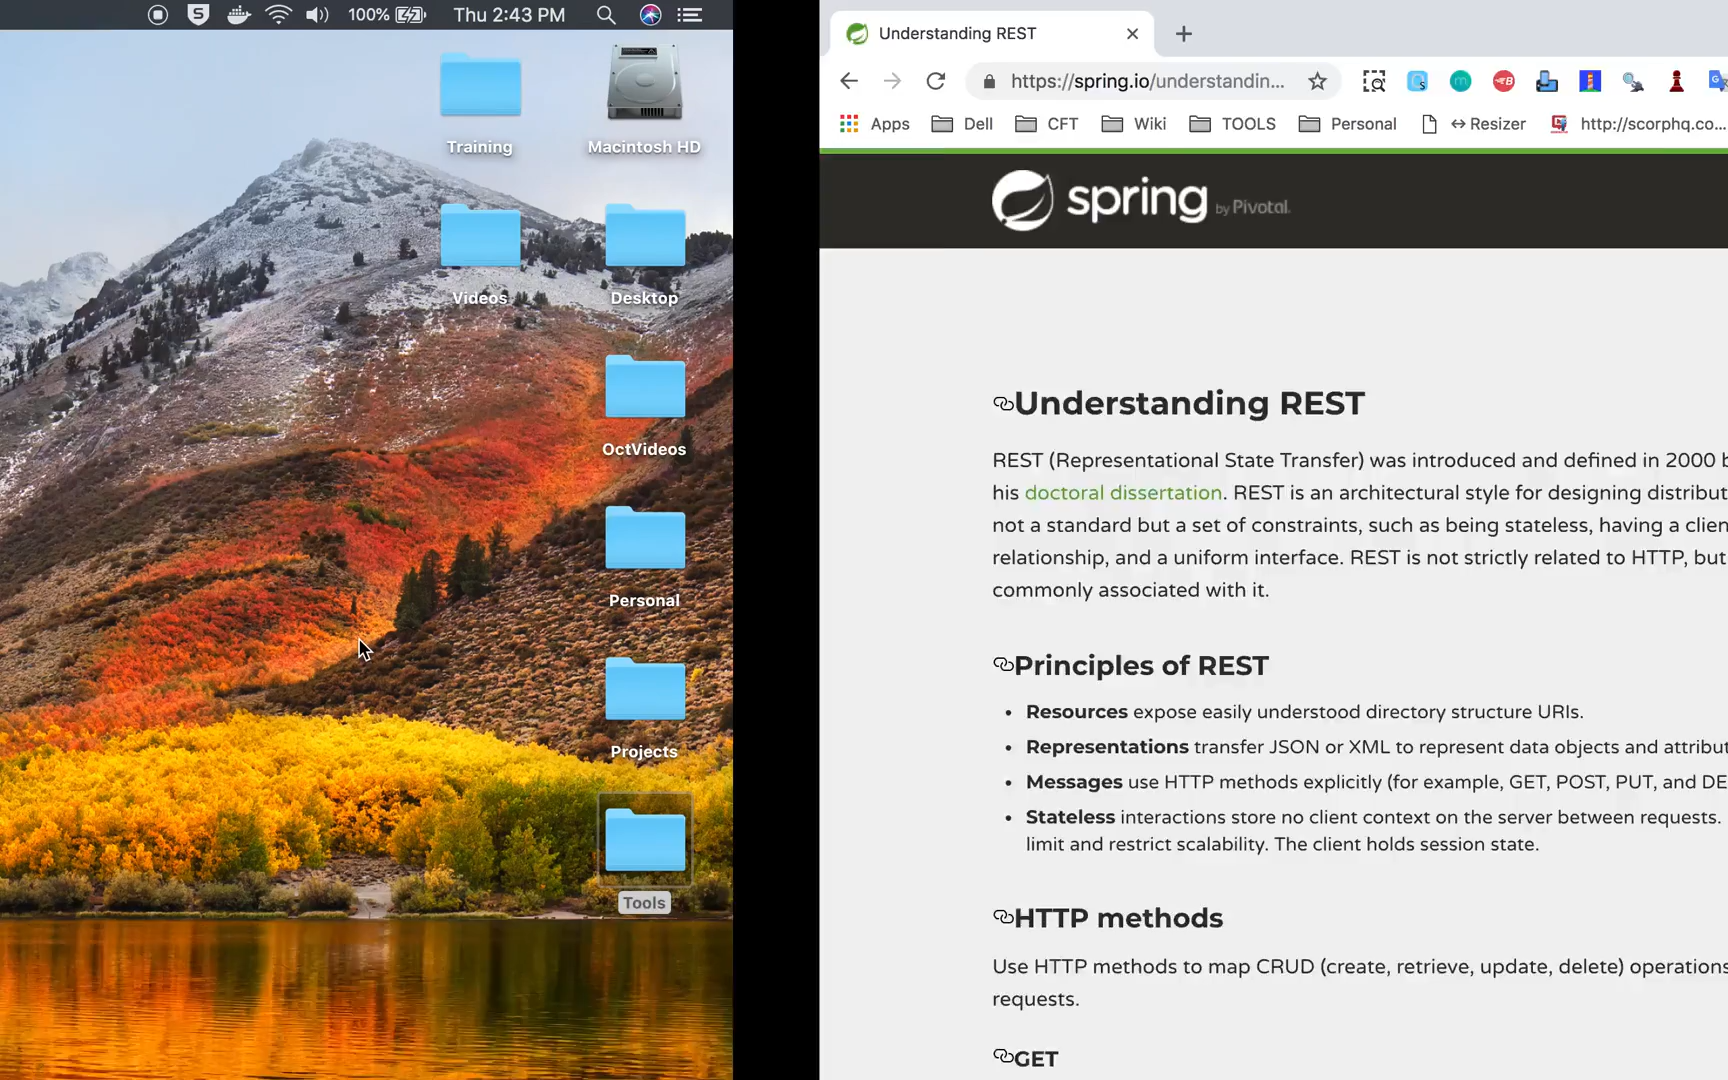 100% Thu 2:43 PM
Training
Macintosh HD
Videos
Desktop
OctVideos
Personal
Projects
Tools
Understanding REST
https://spring.io/understandin...
Apps Dell CFT Wiki TOOLS Personal ↔ Resizer http://scorphq.co...
spring by Pivotal.
Understanding REST
REST (Representational State Transfer) was introduced and defined in 2000
his doctoral dissertation. REST is an architectural style for designing
not a standard but a set of constraints, such as being stateless, having a
relationship, and a uniform interface. REST is not strictly related to HTTP, but
commonly associated with it.
Principles of REST
• Resources expose easily understood directory structure URIs.
• Representations transfer JSON or XML to represent data objects and
• Messages use HTTP methods explicitly (for example, GET, POST, PUT, and
• Stateless interactions store no client context on the server between requests.
limit and restrict scalability. The client holds session state.
HTTP methods
Use HTTP methods to map CRUD (create, retrieve, update, delete) operations
requests.
GET